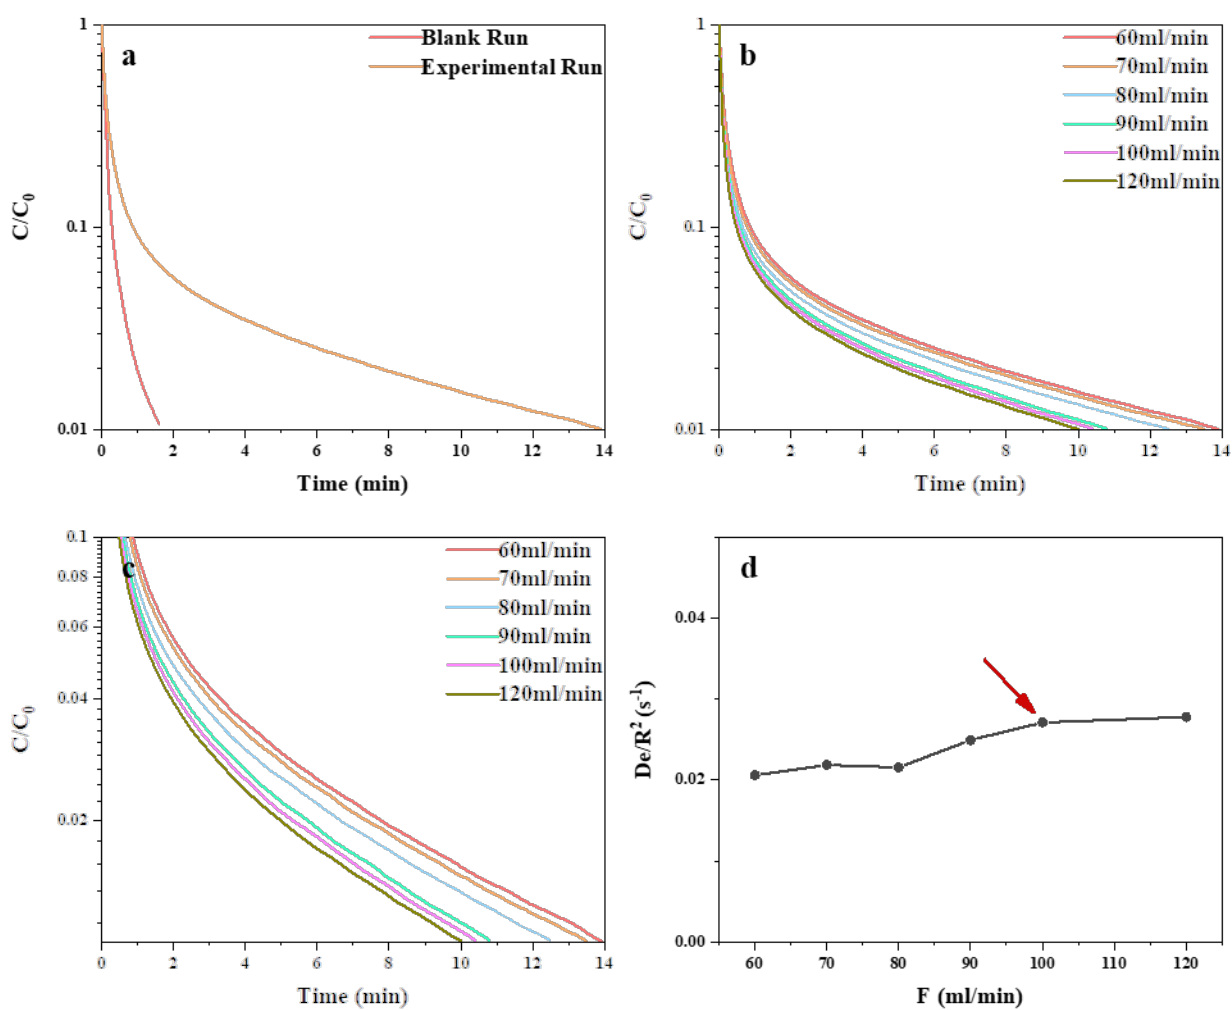 a
Blank Run
Experimental Run
1
0.1
0.01
C/C0
0 2 4 6 8 10 12 14
Time (min)
b
60ml/min
70ml/min
80ml/min
90ml/min
100ml/min
120ml/min
1
0.1
0.01
C/C0
0 2 4 6 8 10 12 14
Time (min)
c
60ml/min
70ml/min
80ml/min
90ml/min
100ml/min
120ml/min
0.1
0.08
0.06
0.04
0.02
C/C0
0 2 4 6 8 10 12 14
Time (min)
d
0.04
0.02
0.00
De/R² (s⁻¹)
60 70 80 90 100 110 120
F (ml/min)